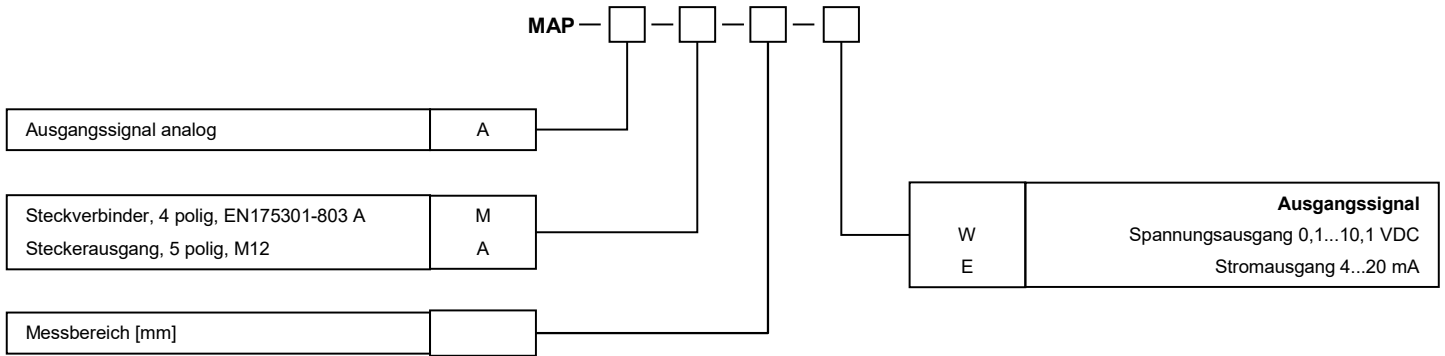 MAP
Ausgangssignal analog A
Steckverbinder, 4 polig, EN175301-803 A M
Steckerausgang, 5 polig, M12 A
Messbereich [mm]
Ausgangssignal
W Spannungsausgang 0,1...10,1 VDC
E Stromausgang 4...20 mA